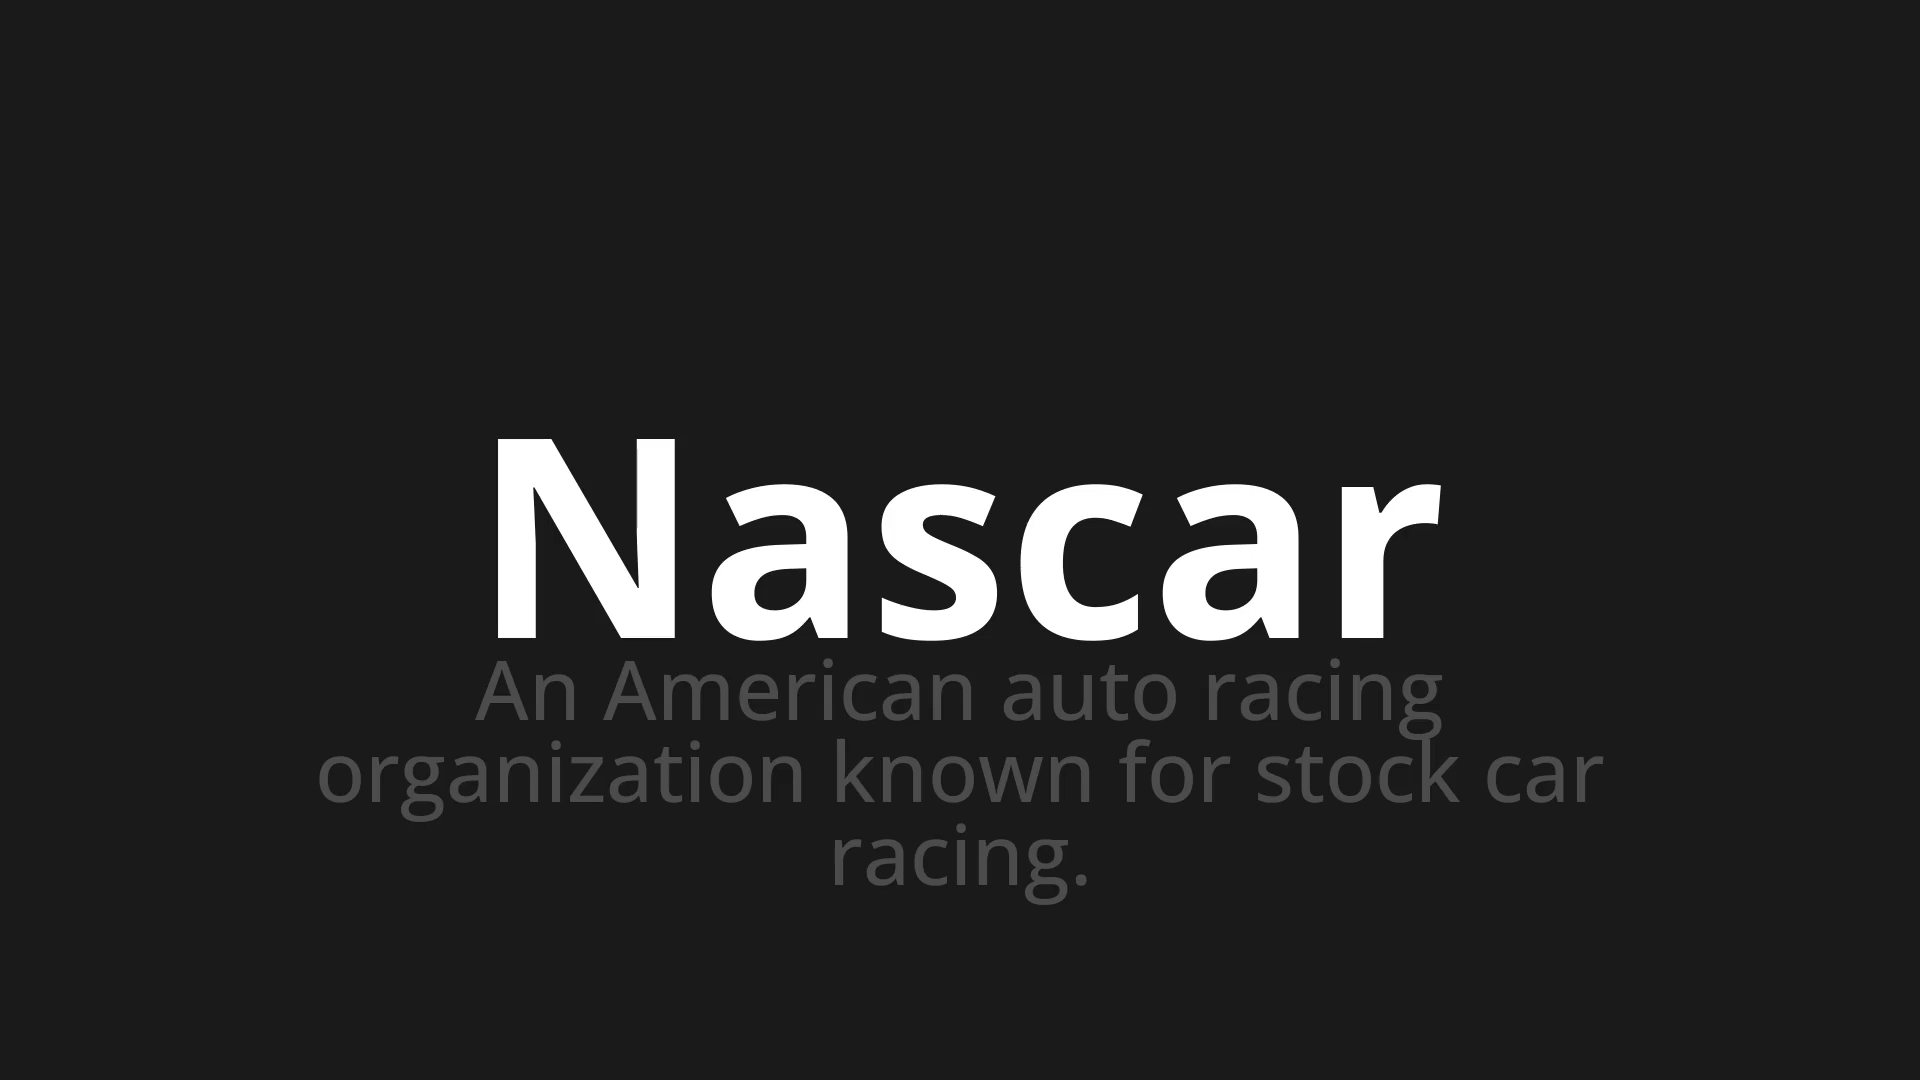 Nascar
An American auto racing
organization known for stock car
racing.